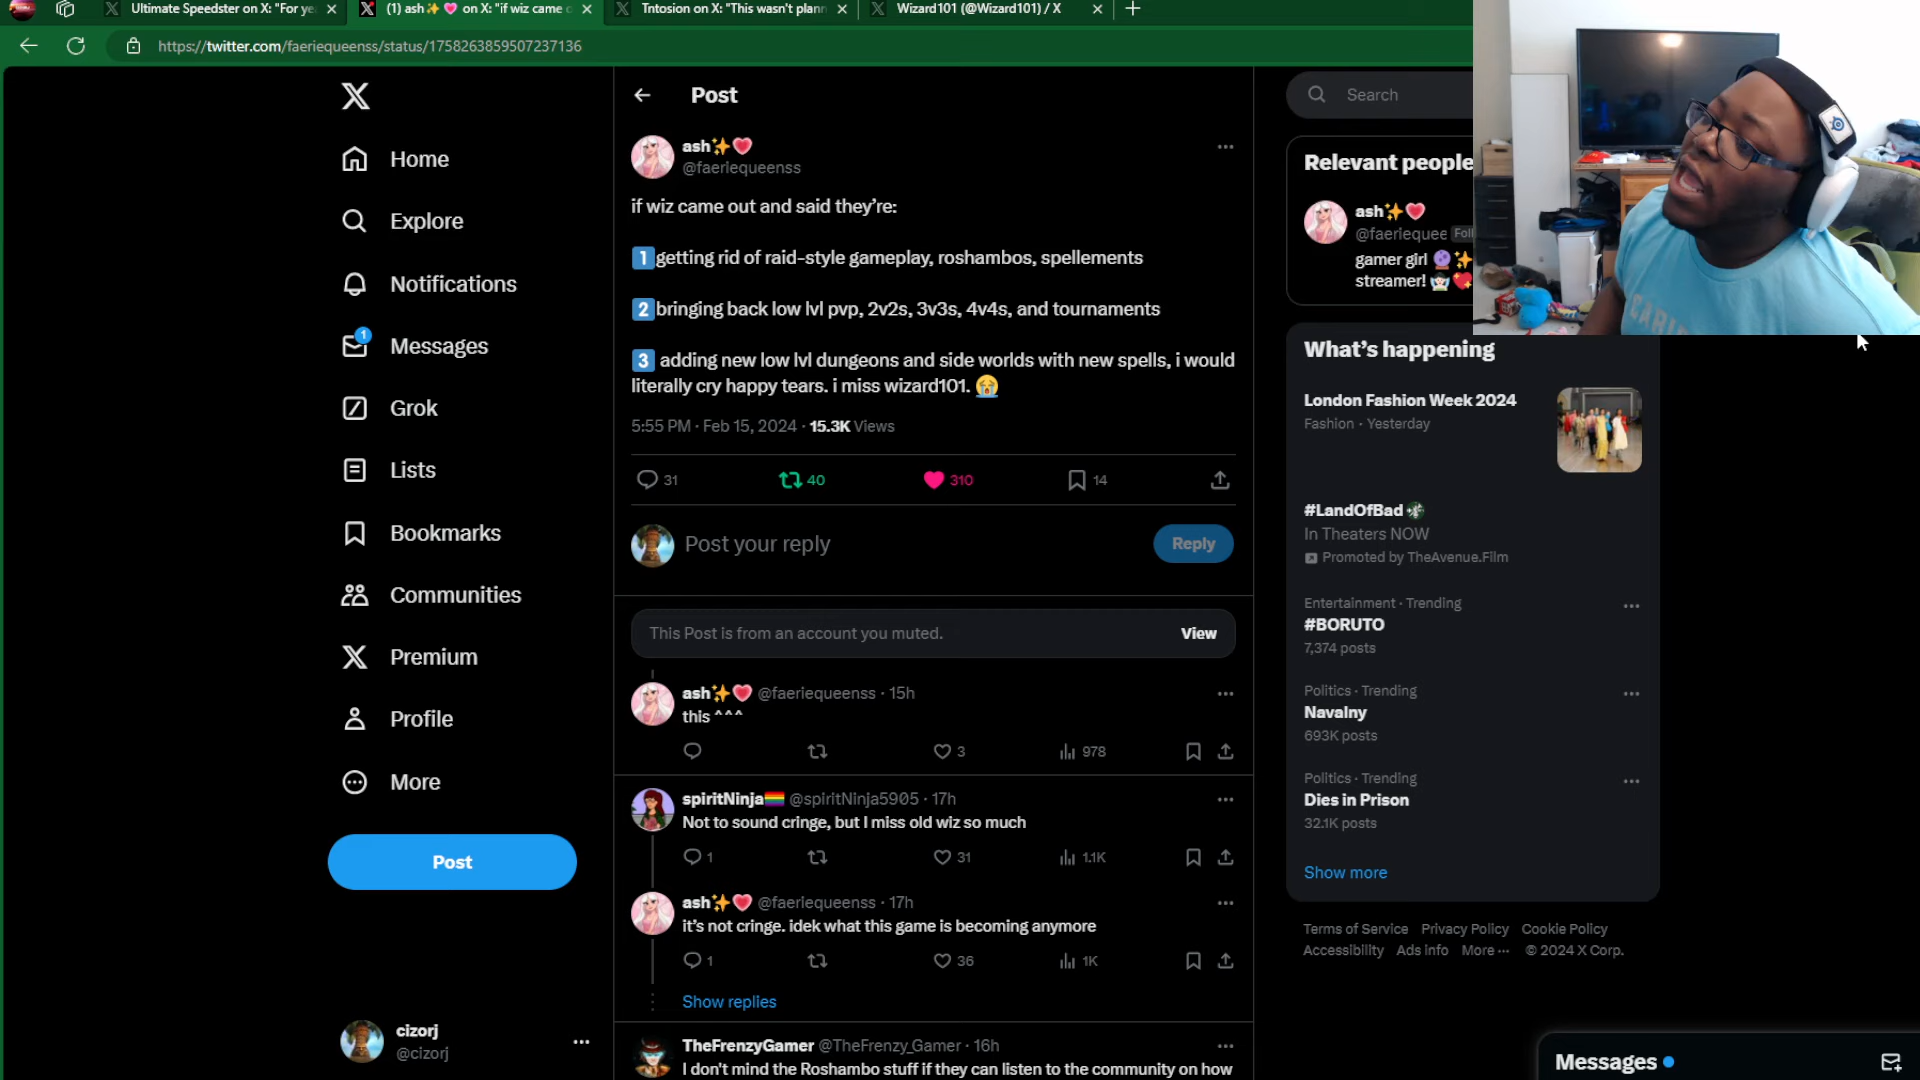 Ultimate Speedster on X: "For ye
(1) ash✨💗 on X: "if wiz came
Tntosion on X: "This wasn't plann
Wizard101 (@Wizard101) / X
https://twitter.com/faeriequeenss/status/1758263859507237136
Post
Search
ash✨💗
@faeriequeenss
if wiz came out and said they’re:
1️⃣getting rid of raid-style gameplay, roshambos, spellements
2️⃣bringing back low lvl pvp, 2v2s, 3v3s, 4v4s, and tournaments
3️⃣ adding new low lvl dungeons and side worlds with new spells, i would
literally cry happy tears. i miss wizard101. 😭
5:55 PM · Feb 15, 2024 · 15.3K Views
31 40 310 14
Post your reply
Reply
This Post is from an account you muted.
View
ash✨💗 @faeriequeenss · 15h
this ^^^
3 978
spiritNinja🏳️‍🌈 @spiritNinja5905 · 17h
Not to sound cringe, but I miss old wiz so much
1 31 1.1K
ash✨💗 @faeriequeenss · 17h
it’s not cringe. idek what this game is becoming anymore
1 36 1K
Show replies
TheFrenzyGamer @TheFrenzy_Gamer · 16h
I don't mind the Roshambo stuff if they can listen to the community on how
Home
Explore
Notifications
1
Messages
Grok
Lists
Bookmarks
Communities
Premium
Profile
More
Post
cizorj
@cizorj
Relevant people
ash✨💗
@faeriequee Foll
gamer girl 🔮✨
streamer! 🧝🏻‍♀️💖
What’s happening
London Fashion Week 2024
Fashion · Yesterday
#LandOfBad
In Theaters NOW
Promoted by TheAvenue.Film
Entertainment · Trending
#BORUTO
7,374 posts
Politics · Trending
Navalny
693K posts
Politics · Trending
Dies in Prison
32.1K posts
Show more
Terms of Service Privacy Policy Cookie Policy
Accessibility Ads info More ··· © 2024 X Corp.
Messages